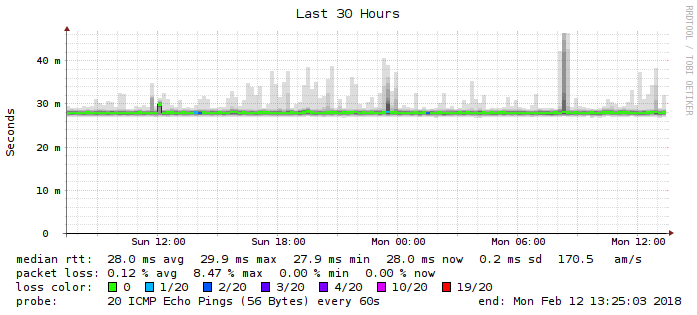 Last 30 Hours
RRDTOOL / TOBI OETIKER
Seconds
40 m
30 m
20 m
10 m
0
Sun 12:00 Sun 18:00 Mon 00:00 Mon 06:00 Mon 12:00
median rtt: 28.0 ms avg 29.9 ms max 27.9 ms min 28.0 ms now 0.2 ms sd 170.5 am/s
packet loss: 0.12 % avg 8.47 % max 0.00 % min 0.00 % now
loss color: 0 1/20 2/20 3/20 4/20 10/20 19/20
probe: 20 ICMP Echo Pings (56 Bytes) every 60s end: Mon Feb 12 13:25:03 2018